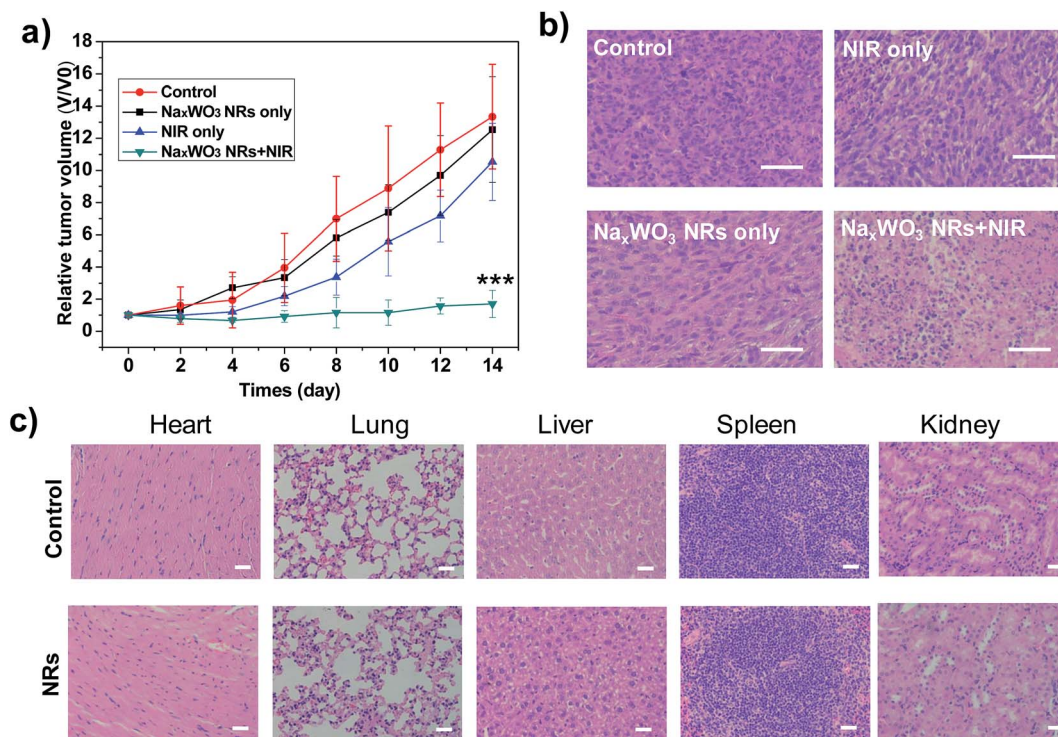 a)
Relative tumor volume (V/V0)
18
16
14
12
10
8
6
4
2
0
Control
NaxWO3 NRs only
NIR only
NaxWO3 NRs+NIR
***
0 2 4 6 8 10 12 14
Times (day)
b)
Control
NIR only
NaxWO3 NRs only
NaxWO3 NRs+NIR
c)
Heart Lung Liver Spleen Kidney
Control
NRs